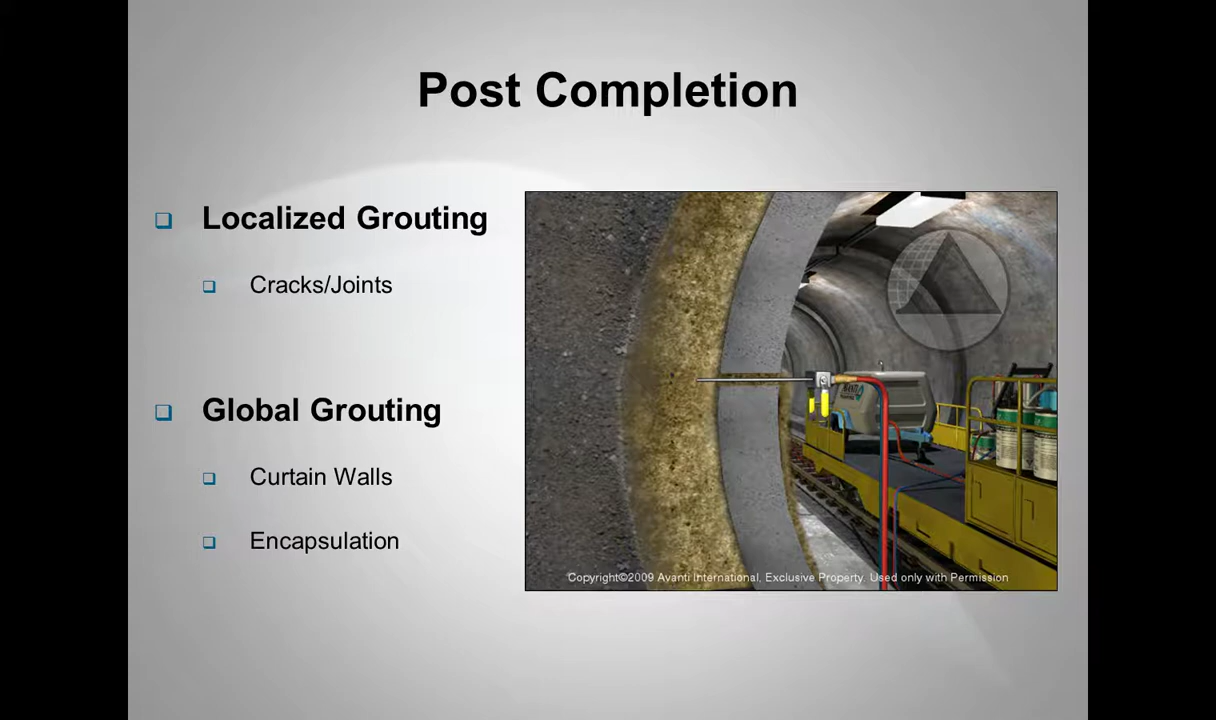 Post Completion
Localized Grouting
Cracks/Joints
Global Grouting
Curtain Walls
Encapsulation
Copyright©2009 Avanti International, Exclusive Property. Used only with Permission